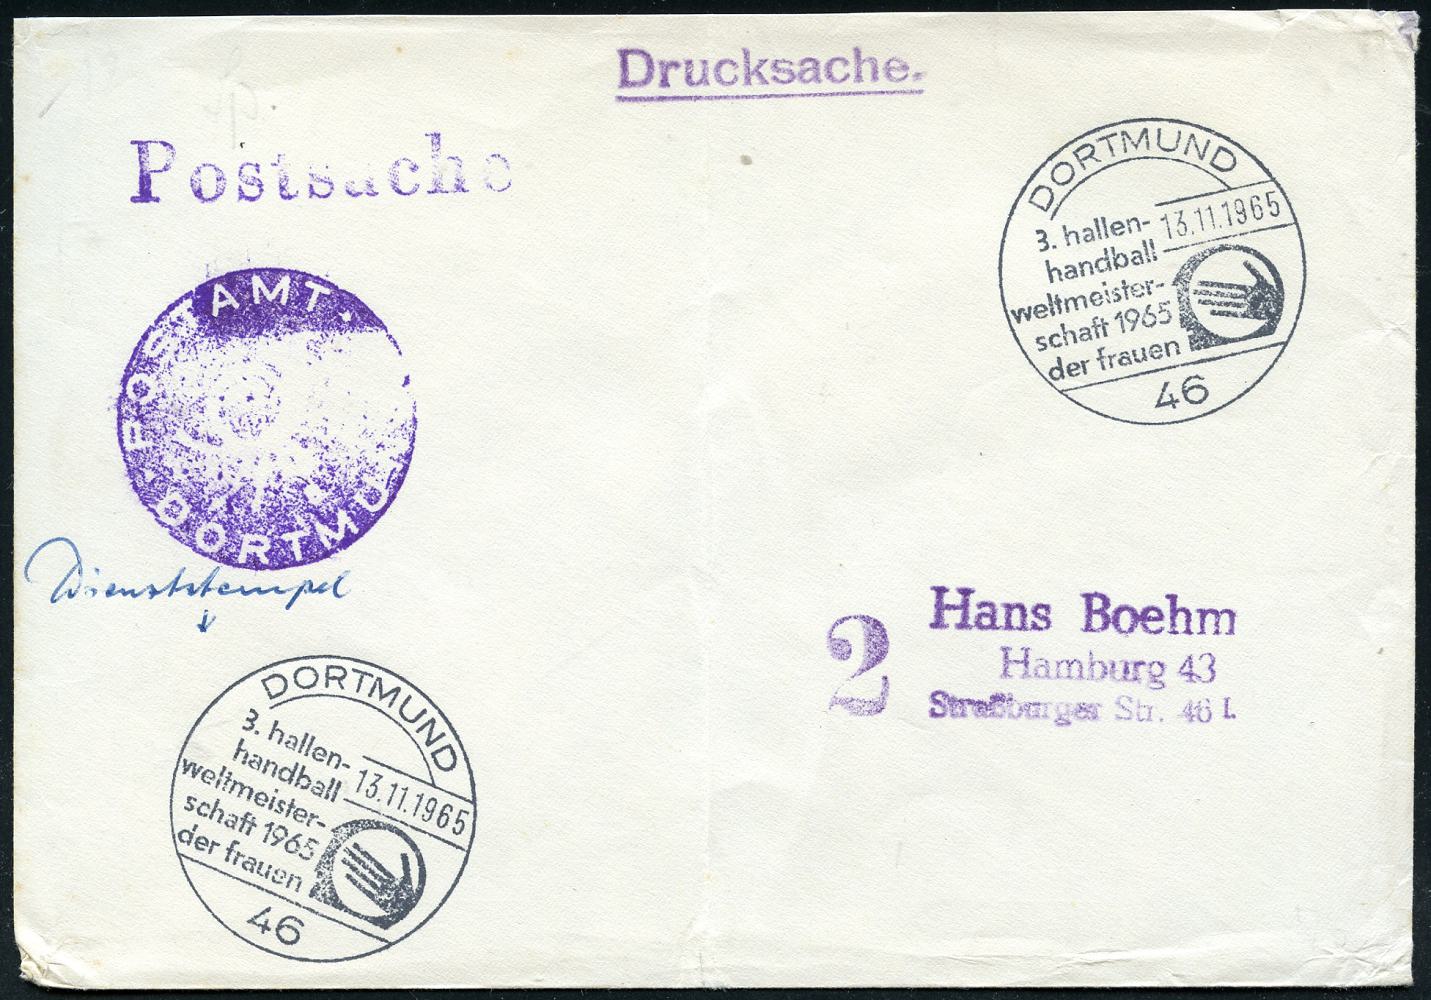 Drucksache.
Postsache
DORTMUND
13.11.1965
3. hallen-
handball
weltmeister-
schaft 1965
der frauen
46
POSTAMT
DORTMU
Dienststempel
2
Hans Boehm
Hamburg 43
Straßburger Str. 46 I.
DORTMUND
13.11.1965
3. hallen-
handball
weltmeister-
schaft 1965
der frauen
46